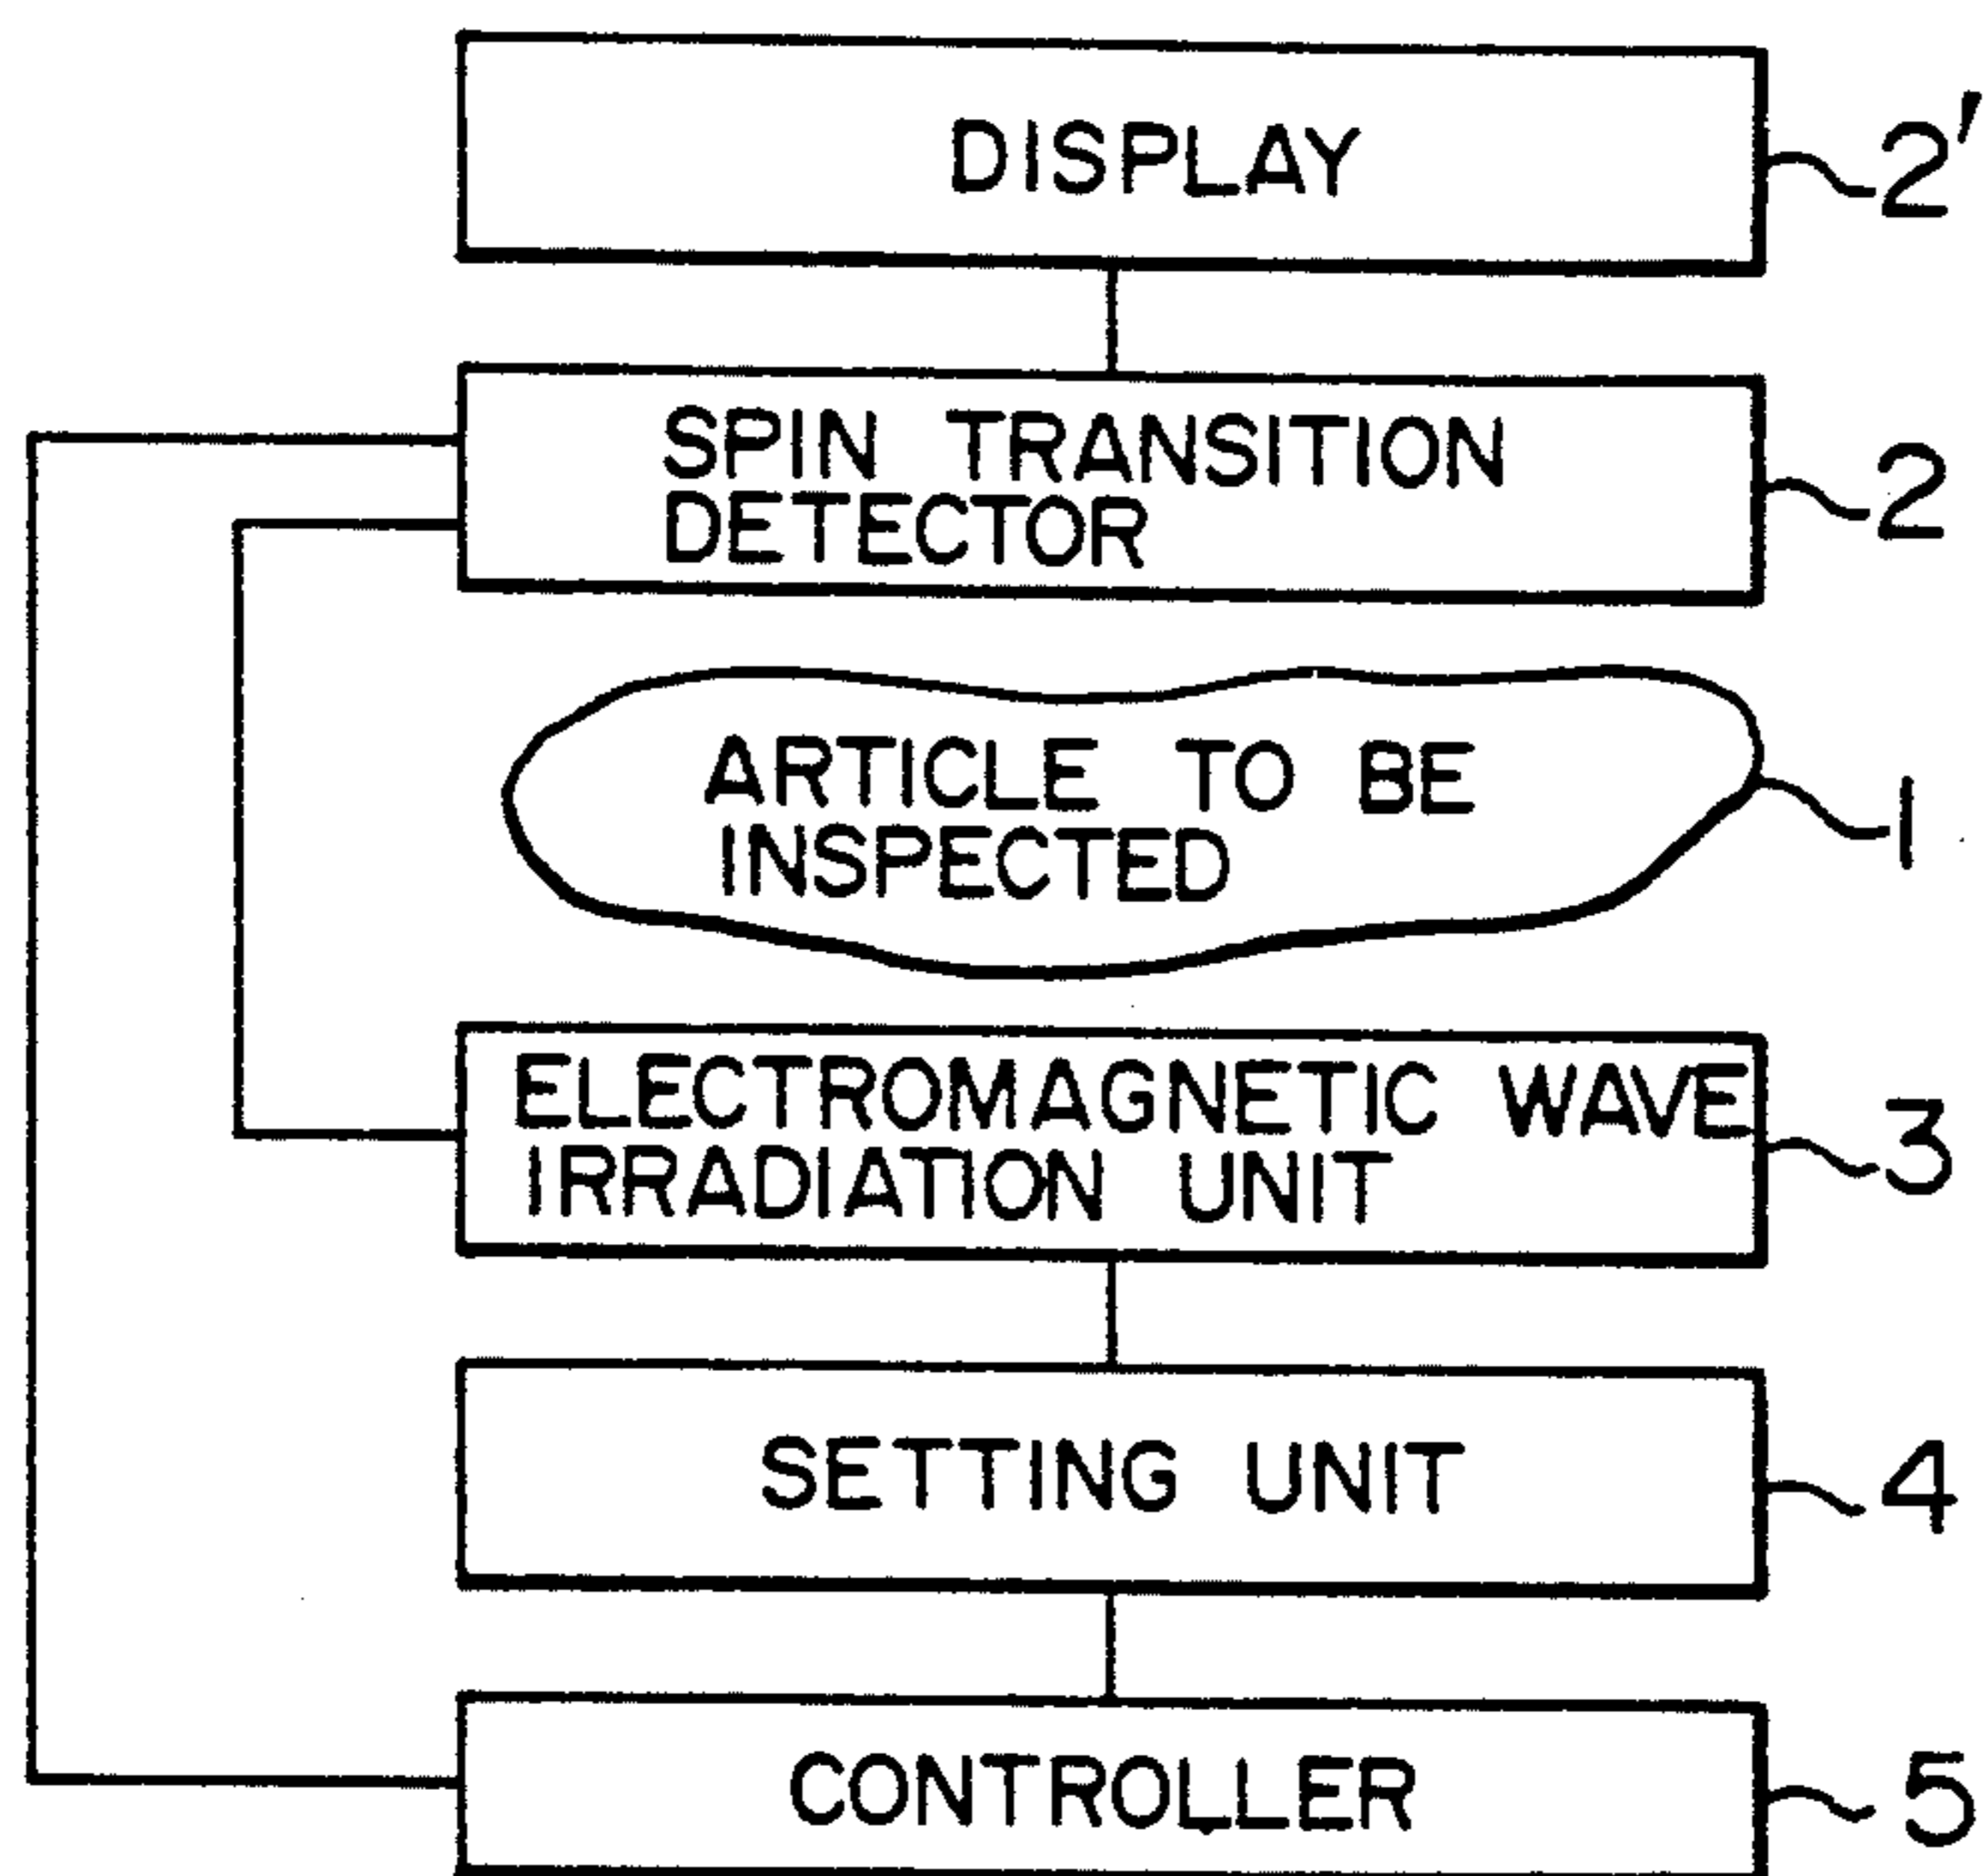 DISPLAY
2'
SPIN TRANSITION
DETECTOR
2
ARTICLE TO BE
INSPECTED
1
ELECTROMAGNETIC WAVE
IRRADIATION UNIT
3
SETTING UNIT
4
CONTROLLER
5